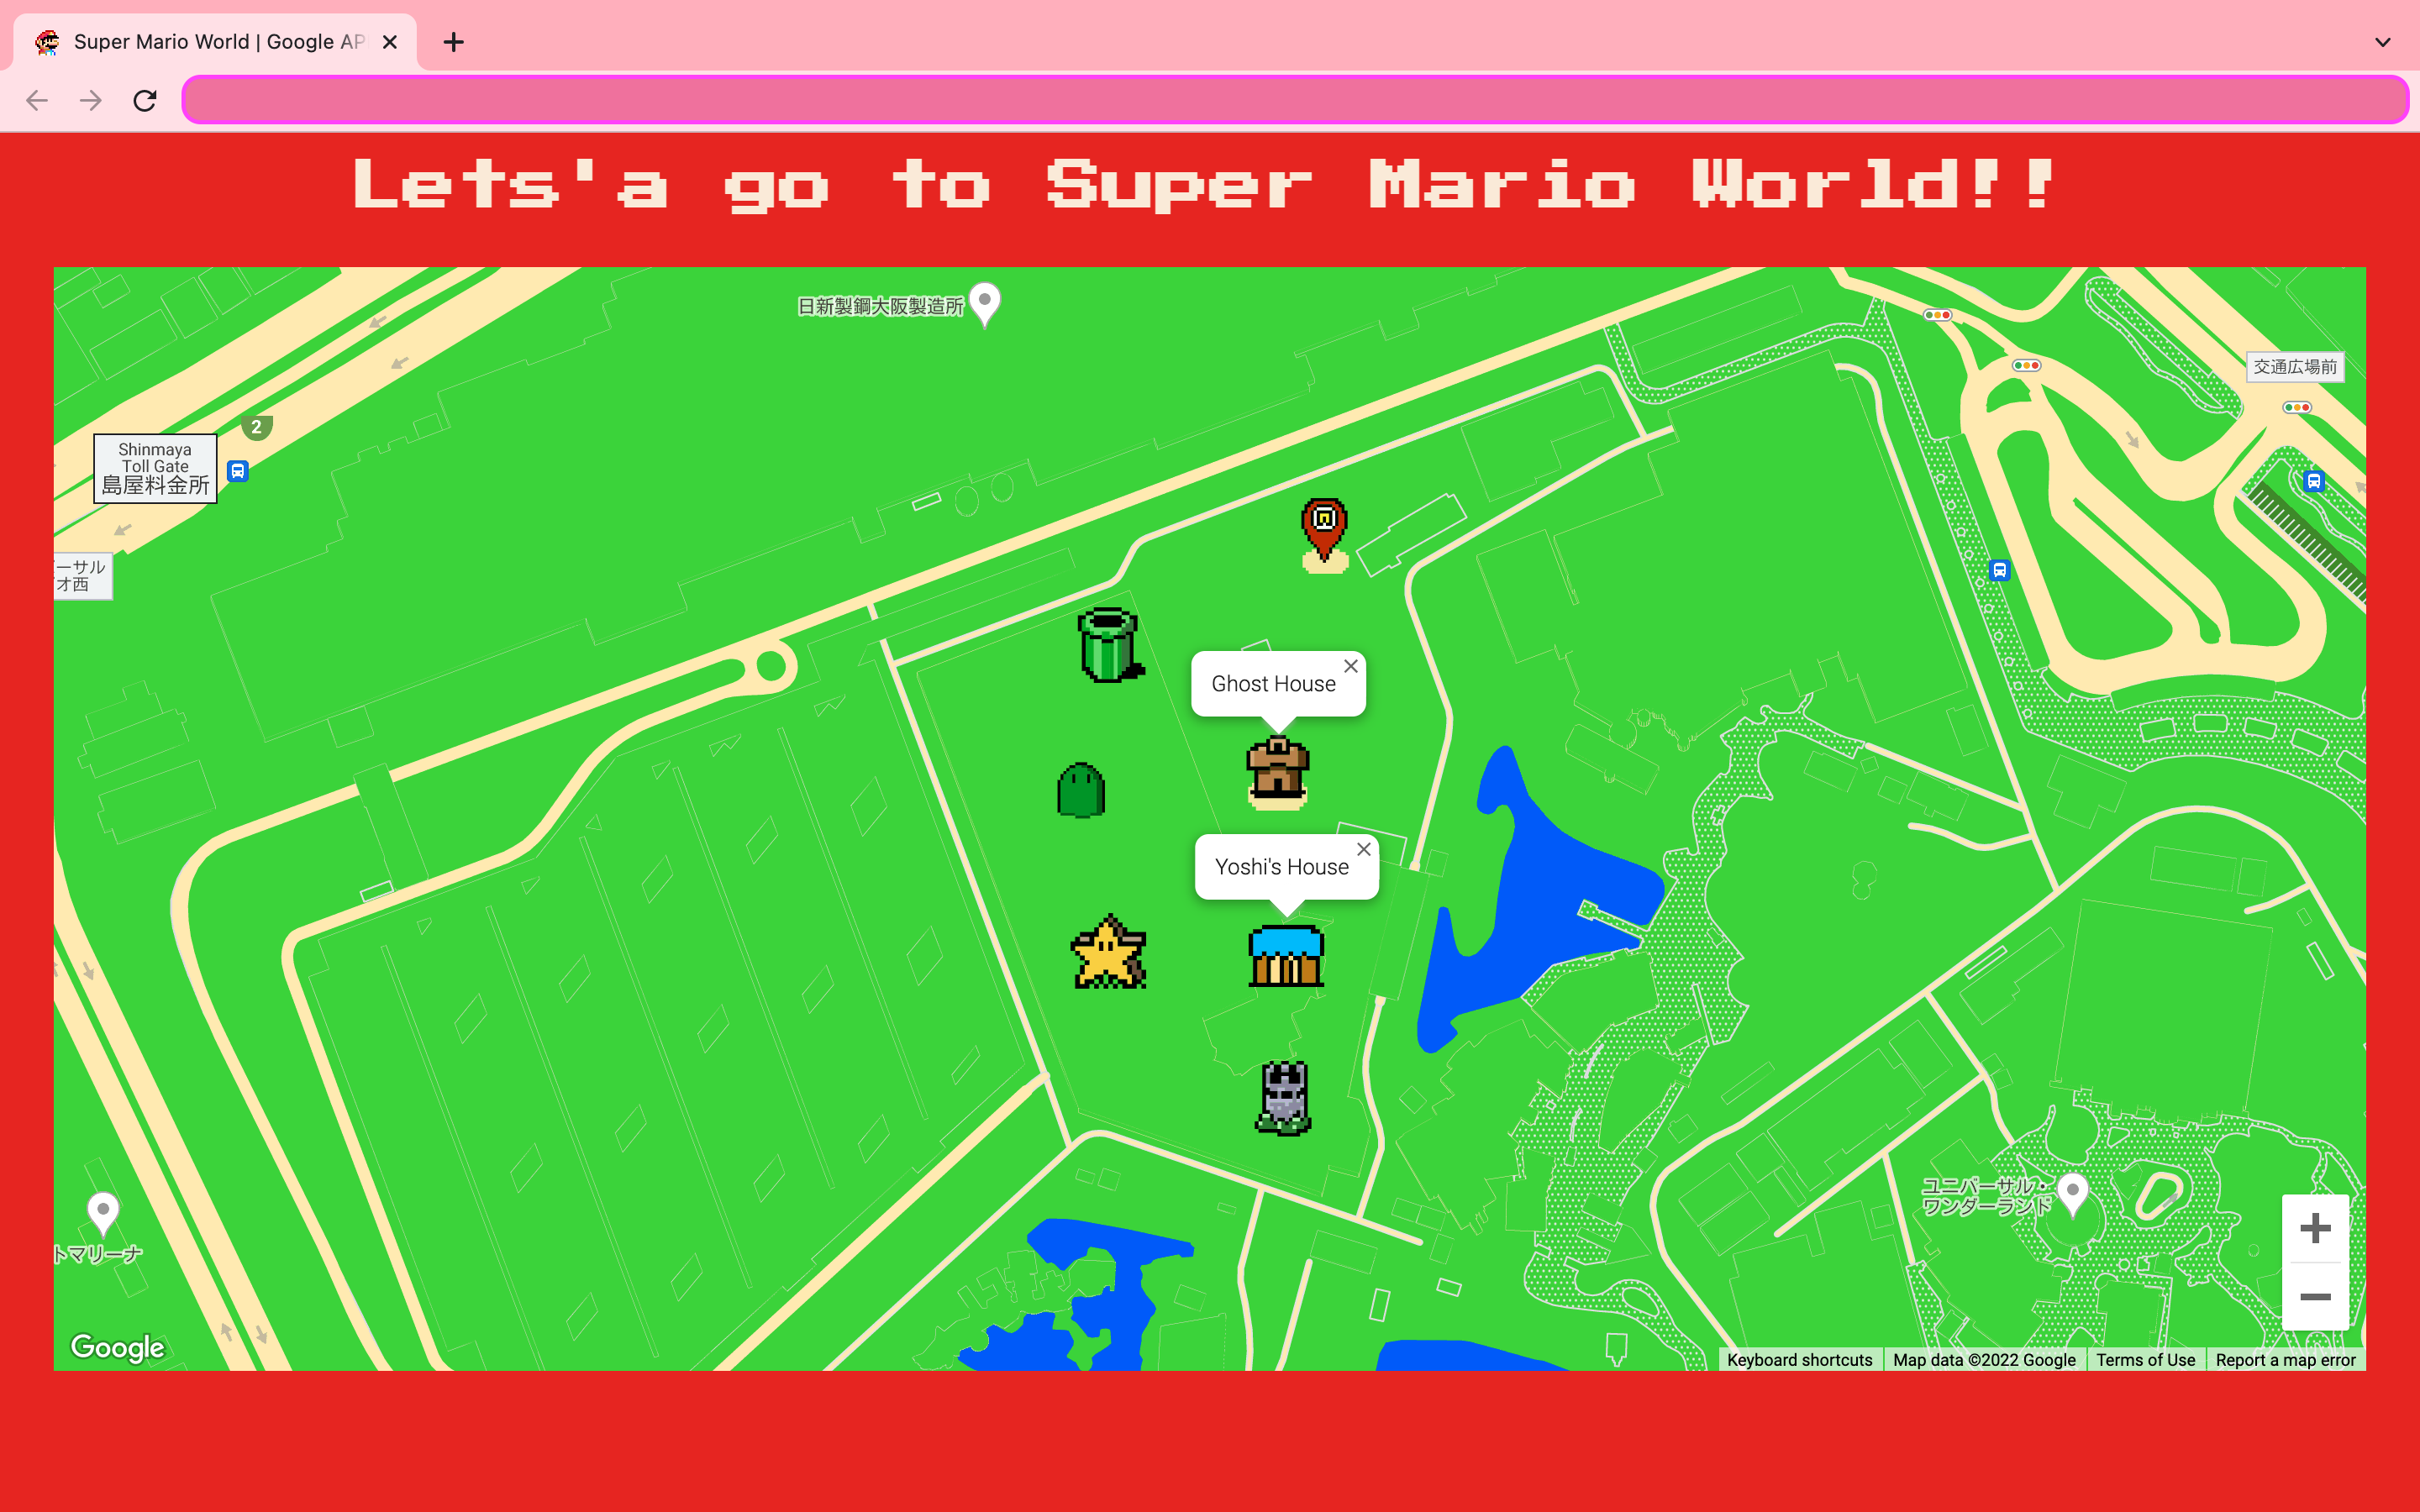 Super Mario World | Google AP
Lets'a go to Super Mario World!!
日新製鋼大阪製造所
交通広場前
2
Shinmaya
Toll Gate
島屋料金所
ーサル
オ西
Ghost House
Yoshi's House
ユニバーサル・
ワンダーランド
トマリーナ
Google
Keyboard shortcuts
Map data ©2022 Google
Terms of Use
Report a map error